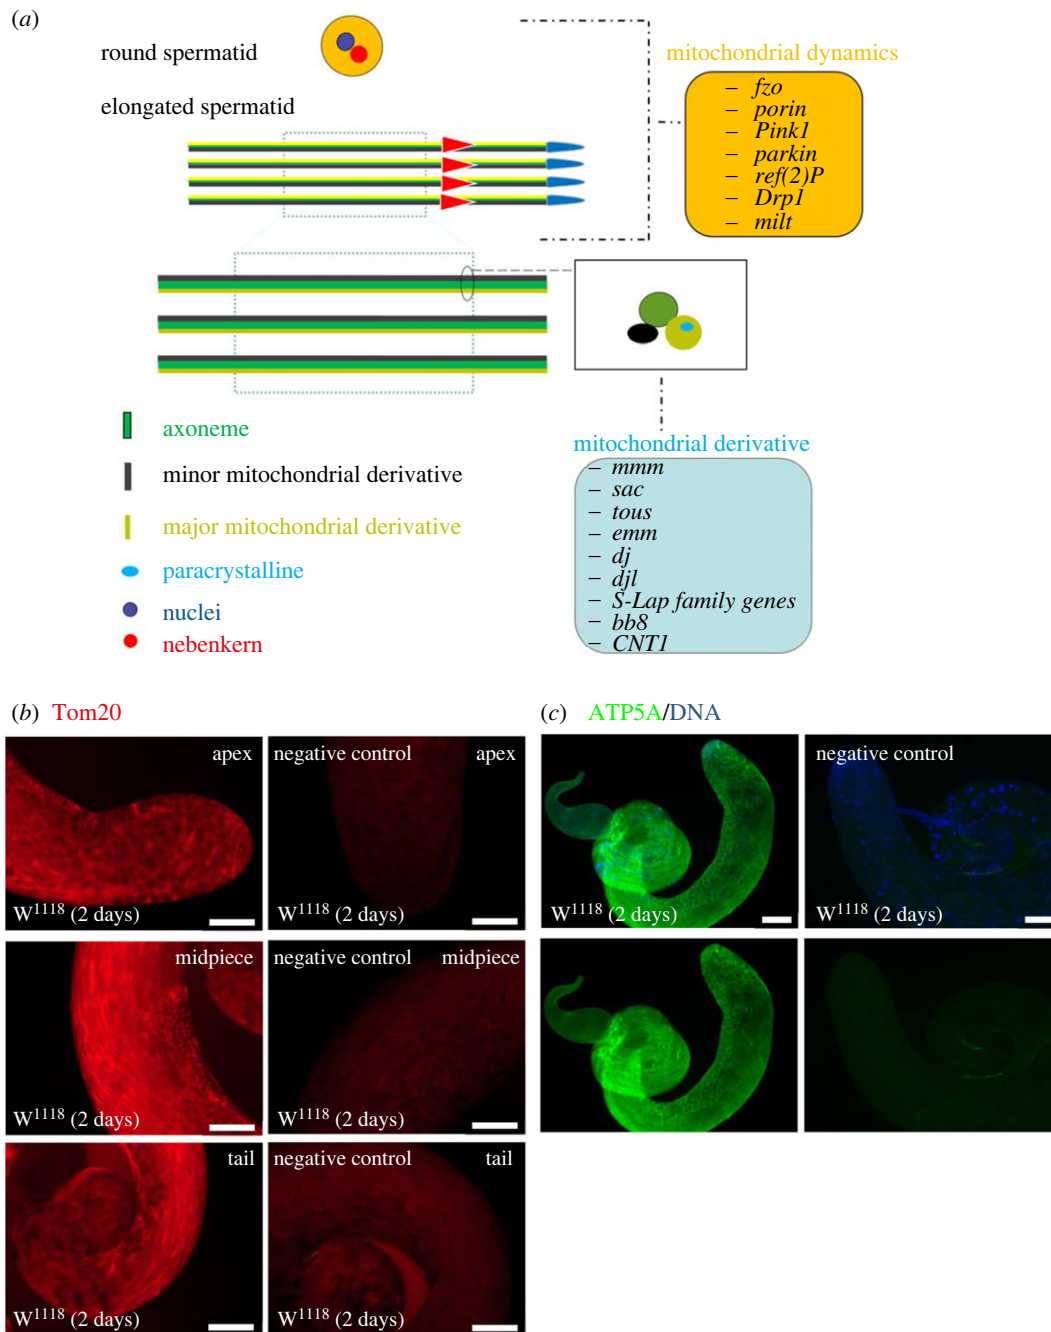 (a)
round spermatid
elongated spermatid
mitochondrial dynamics
– fzo
– porin
– Pink1
– parkin
– ref(2)P
– Drp1
– milt
axoneme
minor mitochondrial derivative
major mitochondrial derivative
paracrystalline
nuclei
nebenkern
mitochondrial derivative
– mmm
– sac
– tous
– emm
– dj
– djl
– S-Lap family genes
– bb8
– CNT1
(b) Tom20
apex
W1118 (2 days)
negative control apex
W1118 (2 days)
midpiece
W1118 (2 days)
negative control midpiece
W1118 (2 days)
tail
W1118 (2 days)
negative control tail
W1118 (2 days)
(c) ATP5A/DNA
W1118 (2 days)
negative control
W1118 (2 days)